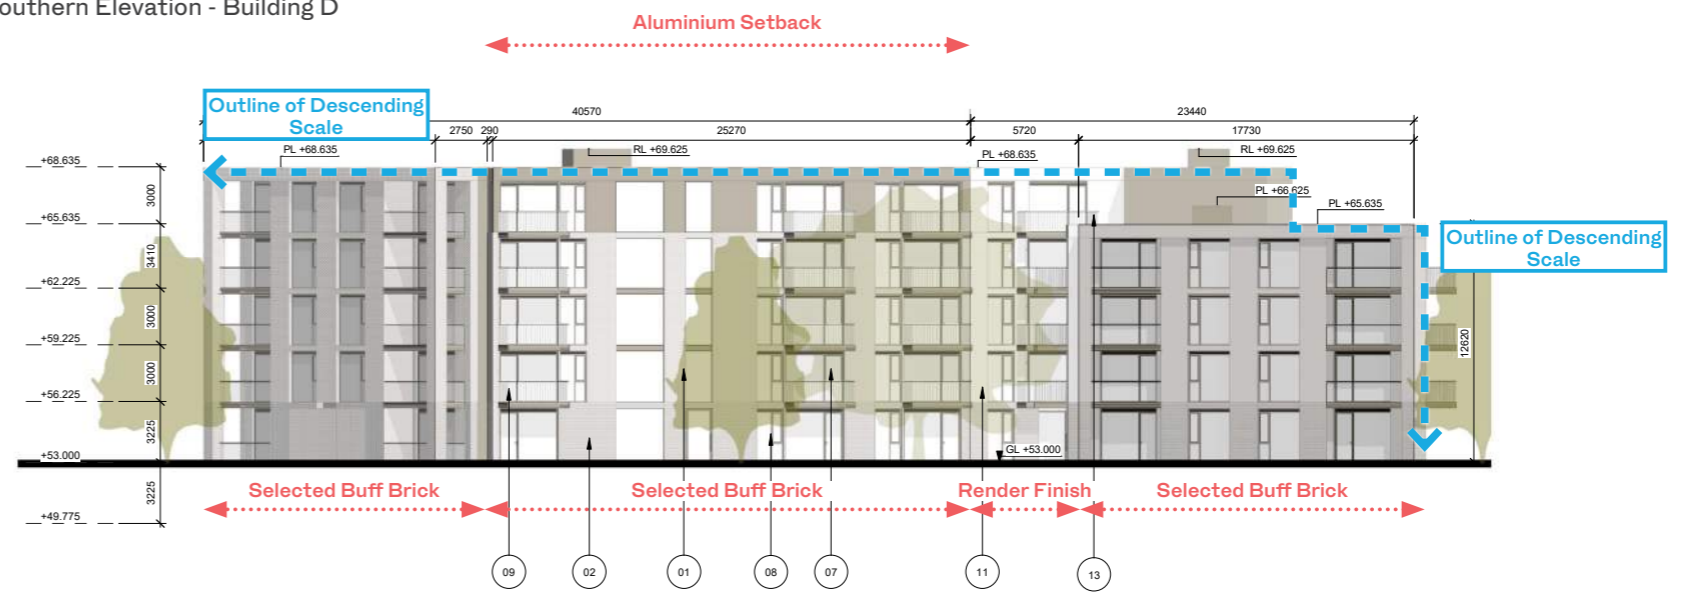 outhern Elevation - Building D
Aluminium Setback
Outline of Descending
Scale
40570
23440
2750 290
25270
5720
17730
PL +68.635
RL +69.625
PL +68.635
RL +69.625
PL +66.625
PL +65.635
Outline of Descending
Scale
+68.635
3000
+65.635
3410
+62.225
3000
+59.225
3000
+56.225
3225
+53.000
3225
+49.775
12620
GL +53.000
Selected Buff Brick
Selected Buff Brick
Render Finish
Selected Buff Brick
09
02
01
08
07
11
13